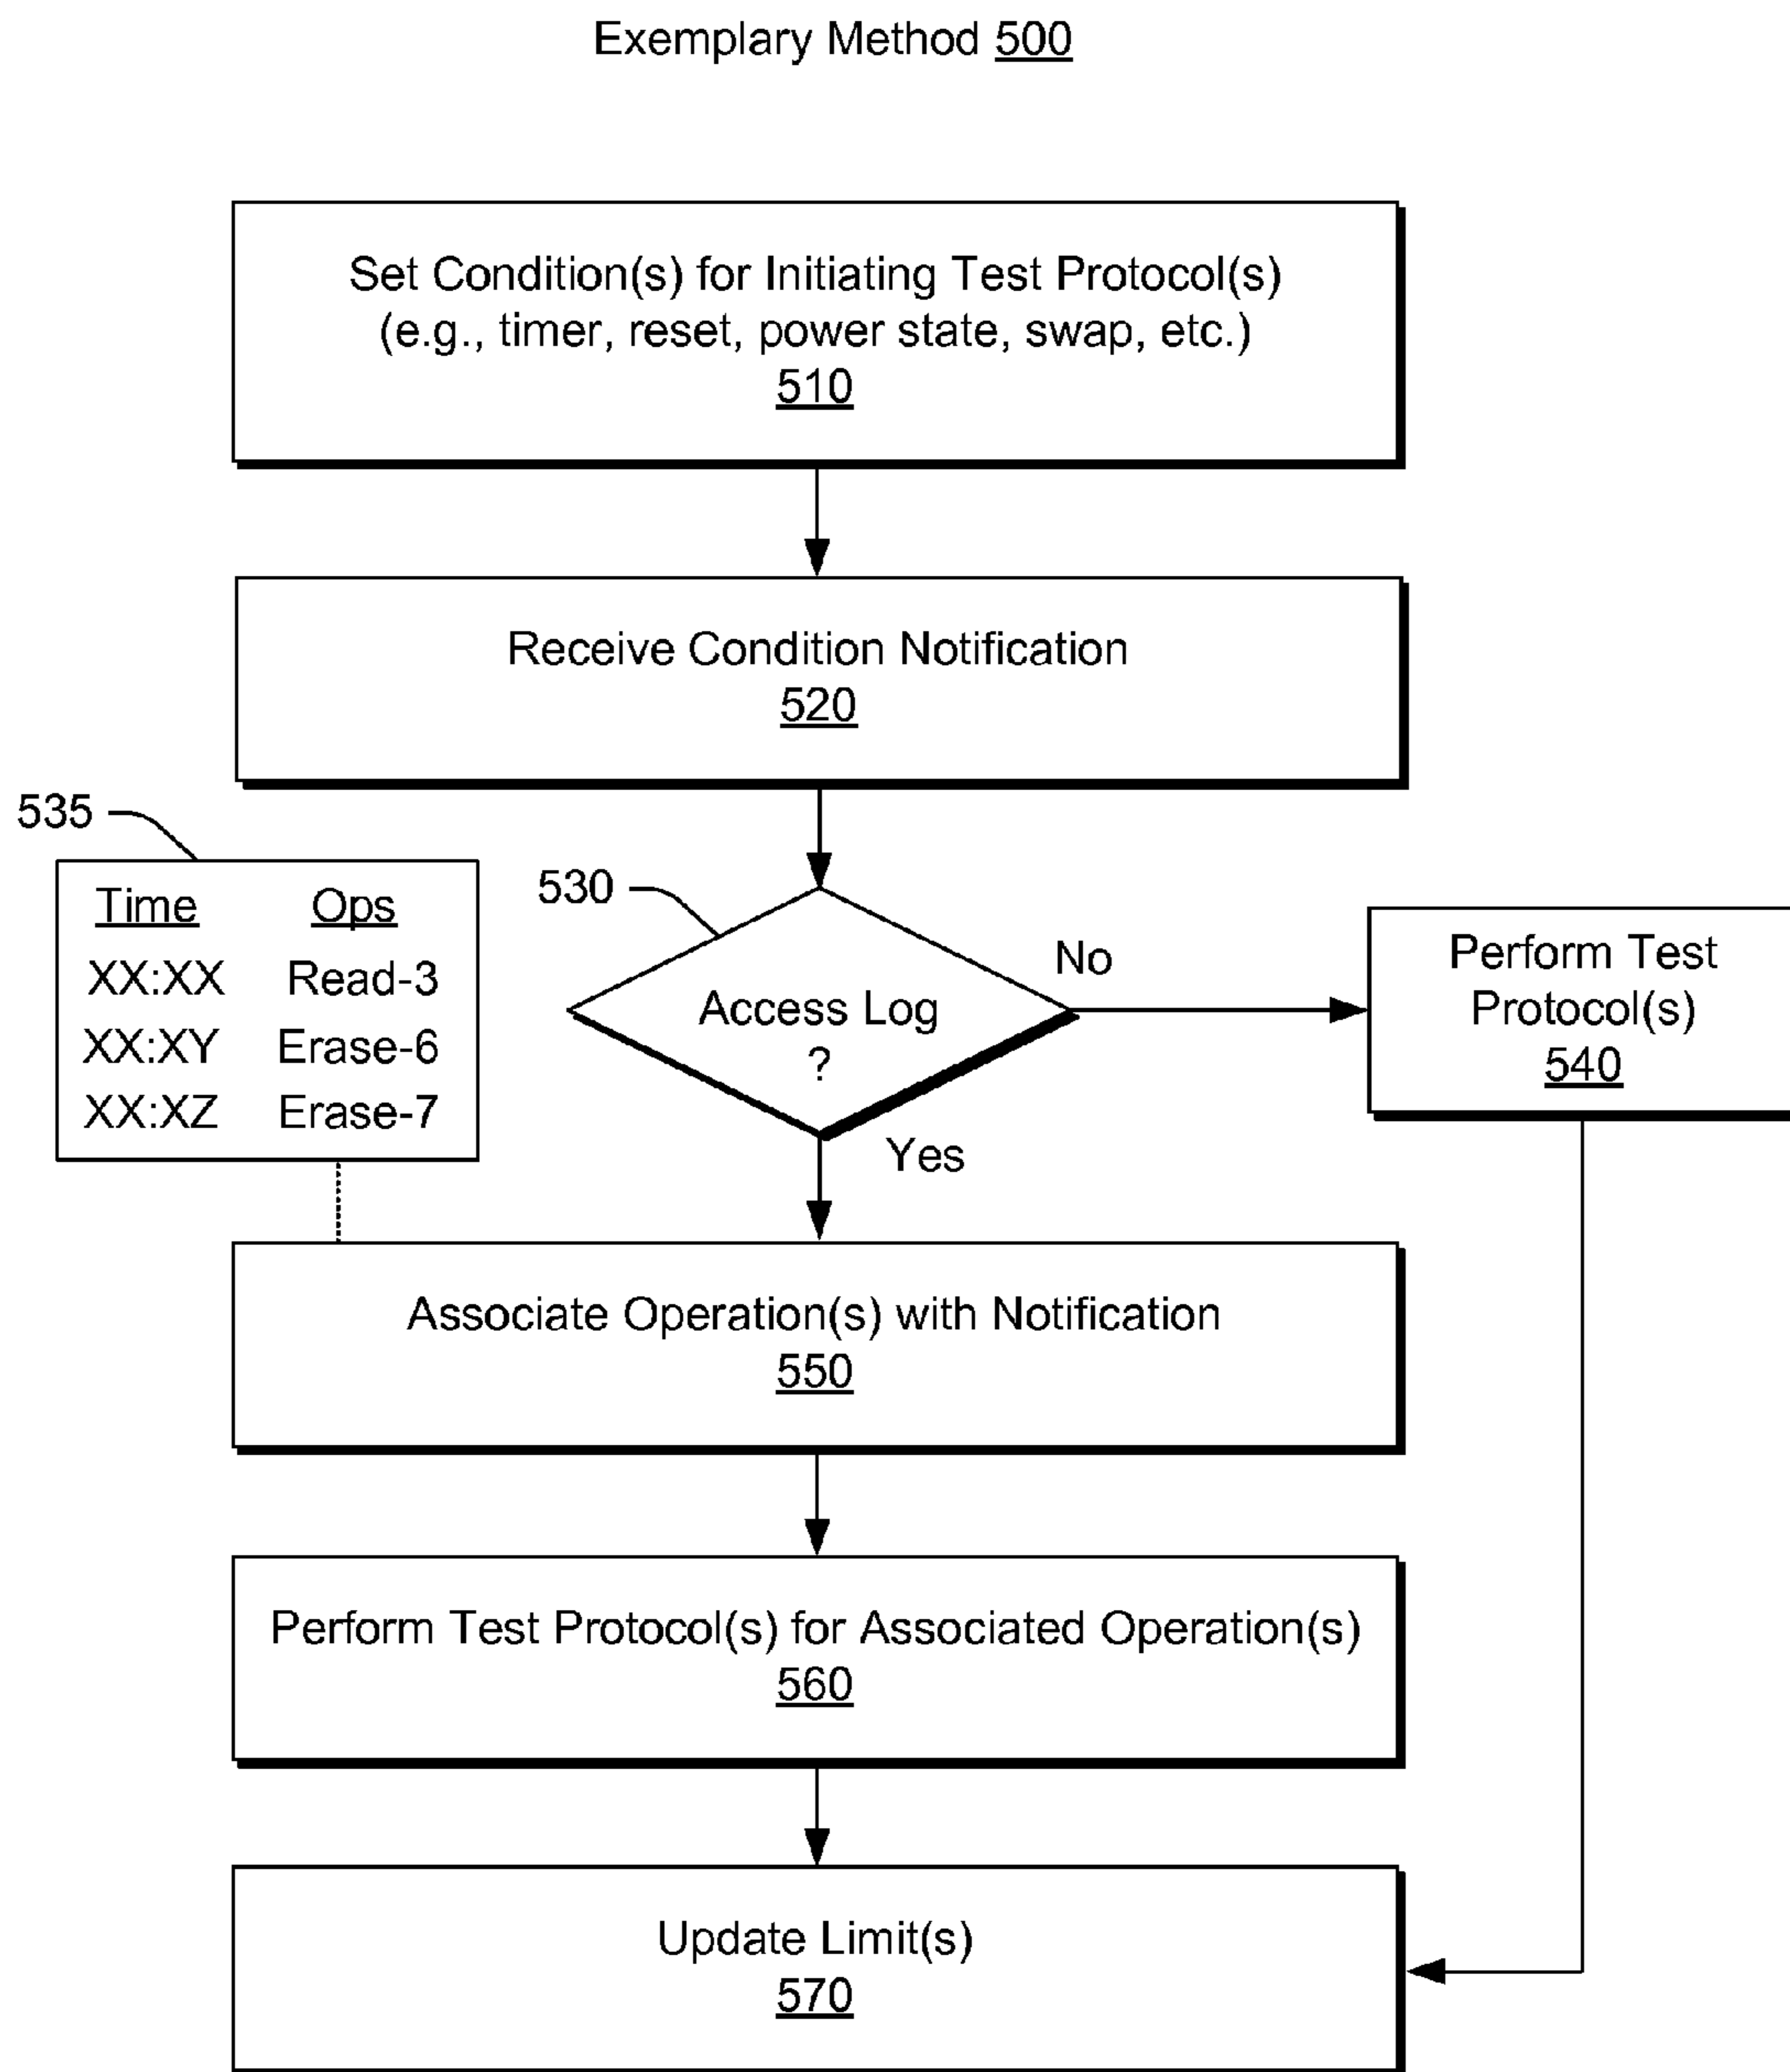 Exemplary Method 500
Set Condition(s) for Initiating Test Protocol(s)
(e.g., timer, reset, power state, swap, etc.)
510
Receive Condition Notification
520
535
Time Ops
XX:XX Read-3
XX:XY Erase-6
XX:XZ Erase-7
530
Access Log
?
No
Yes
Perform Test
Protocol(s)
540
Associate Operation(s) with Notification
550
Perform Test Protocol(s) for Associated Operation(s)
560
Update Limit(s)
570